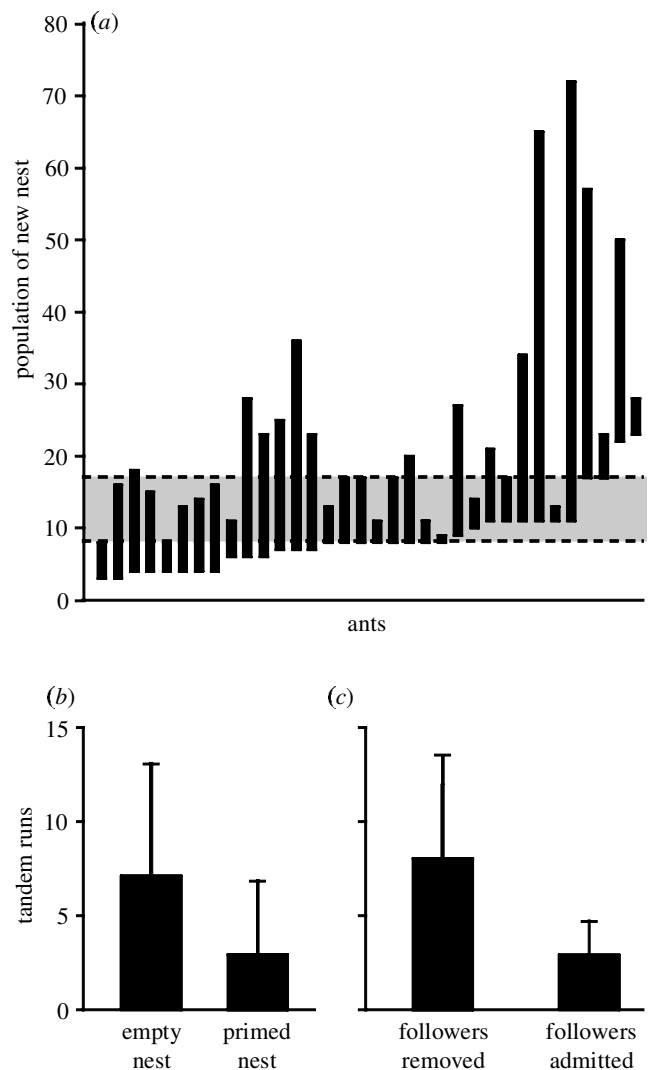 (a)
population of new nest
80
70
60
50
40
30
20
10
0
ants
(b)
tandem runs
15
10
5
0
empty
nest
primed
nest
(c)
followers
removed
followers
admitted